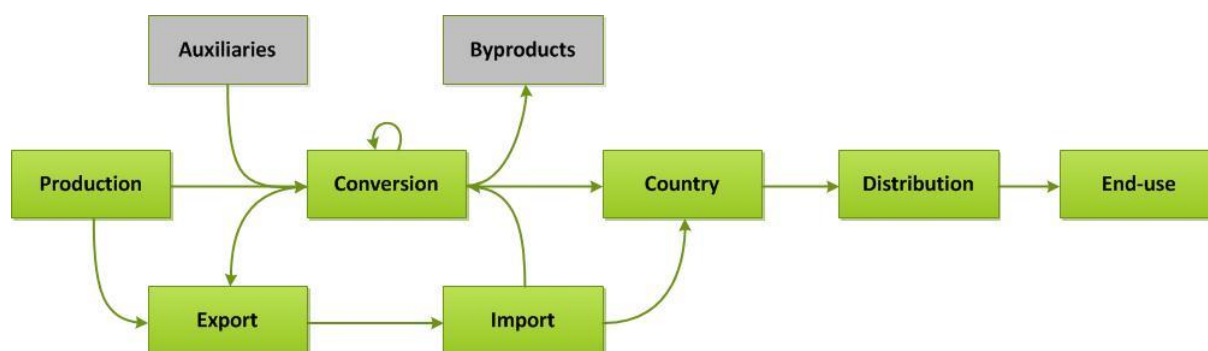 Auxiliaries
Byproducts
Production
Conversion
Country
Distribution
End-use
Export
Import